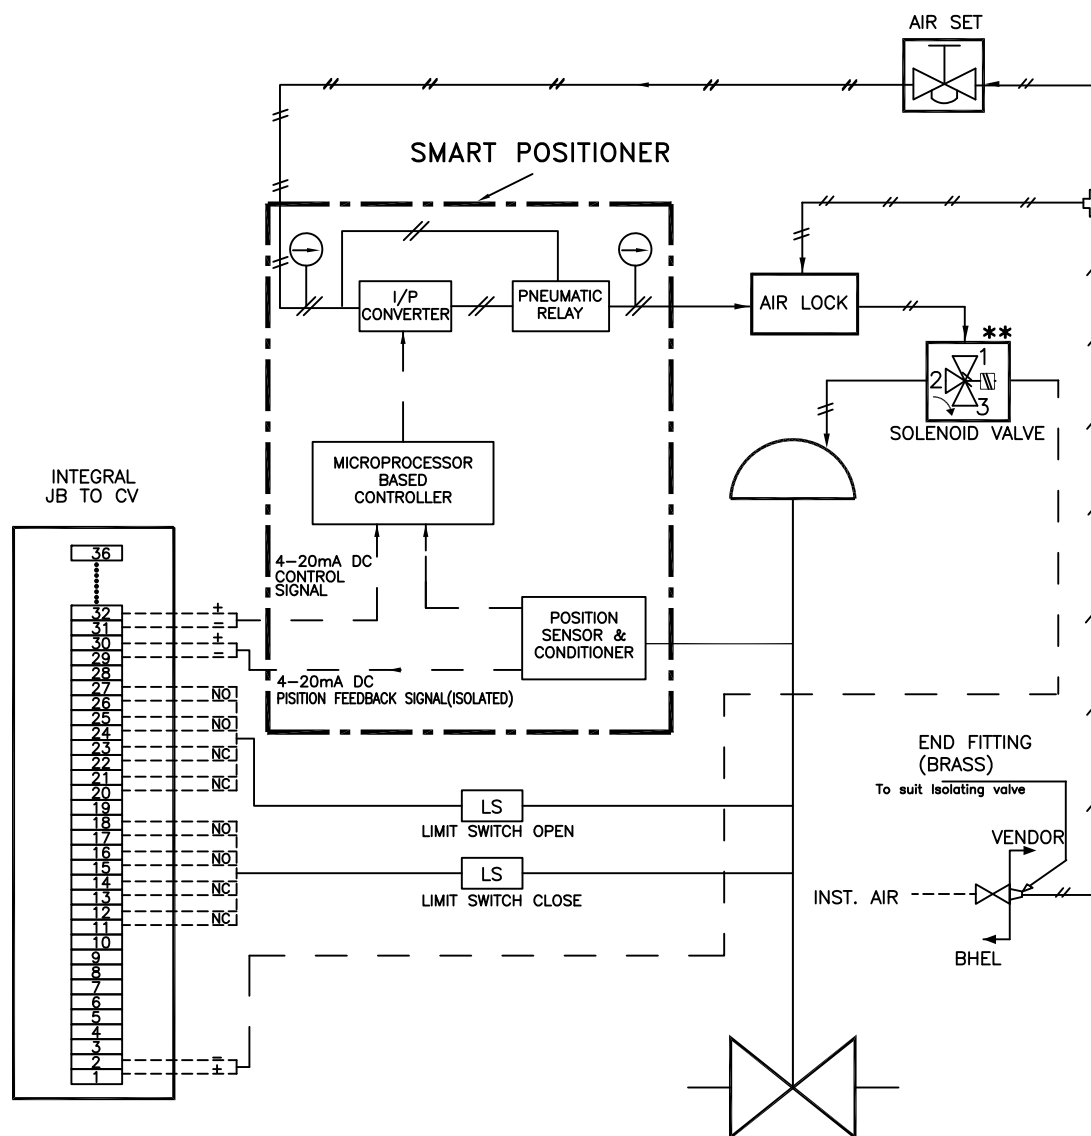 AIR SET
SMART POSITIONER
I/P
CONVERTER
PNEUMATIC
RELAY
AIR LOCK
**
1
2
3
SOLENOID VALVE
MICROPROCESSOR
BASED
CONTROLLER
INTEGRAL
JB TO CV
4-20mA DC
CONTROL
SIGNAL
POSITION
SENSOR &
CONDITIONER
4-20mA DC
PISITION FEEDBACK SIGNAL(ISOLATED)
36
32
31
30
29
28
27
26
25
24
23
22
21
20
19
18
17
16
15
14
13
12
11
10
9
8
7
6
5
4
3
2
1
+
-
+
-
NO
NO
NC
NC
NO
NO
NC
NC
-
+
LS
LIMIT SWITCH OPEN
LS
LIMIT SWITCH CLOSE
END FITTING
(BRASS)
To suit Isolating valve
VENDOR
INST. AIR
BHEL